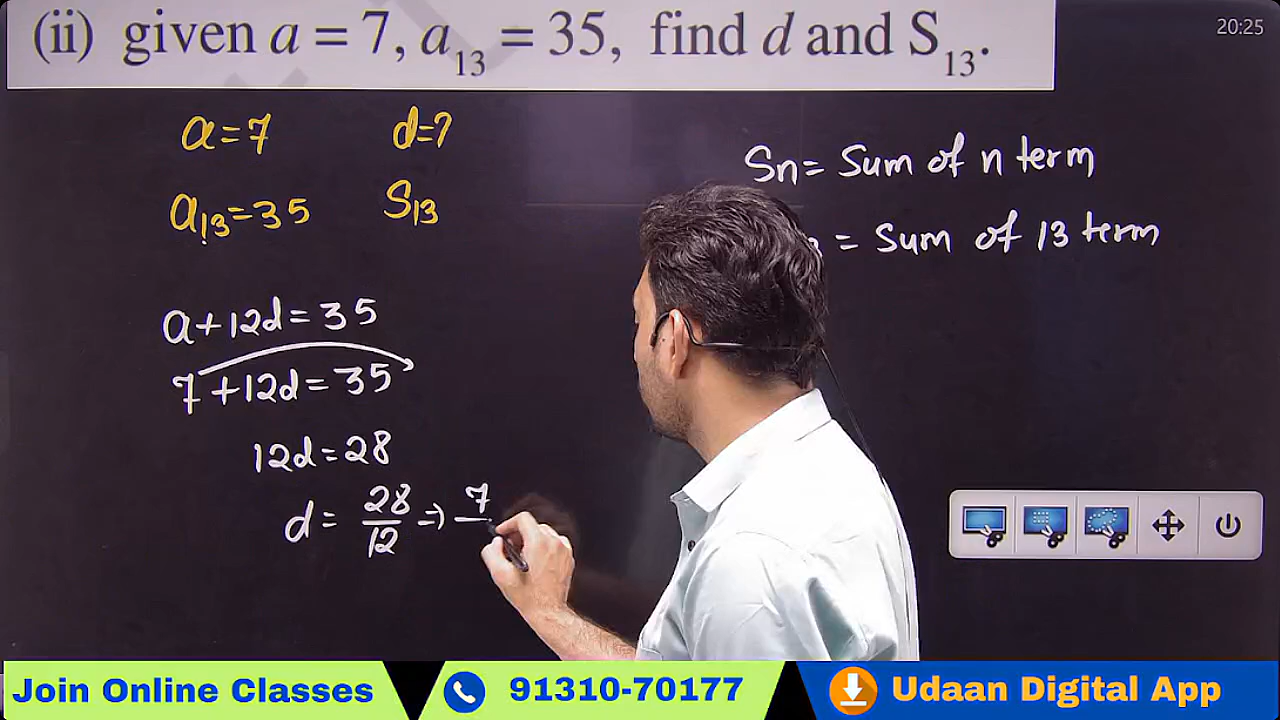 (ii) given a = 7, a₁₃ = 35, find d and S₁₃.
20:25
a=7 d=?
a₁₃=35 S₁₃
Sn= Sum of n term
= Sum of 13 term
a+12d=35
7+12d=35
12d=28
d= 28/12 ⇒ 7/
Join Online Classes
91310-70177
Udaan Digital App